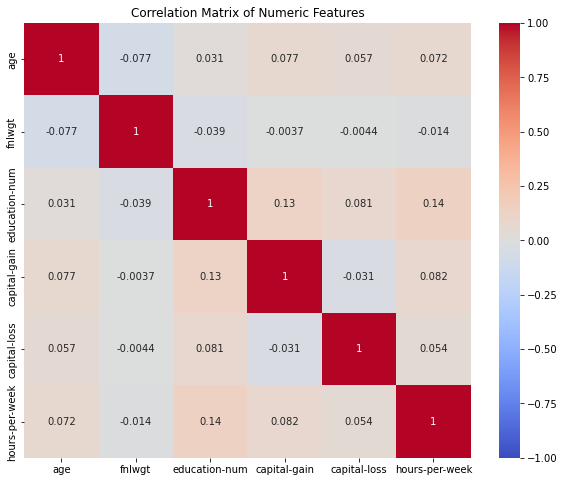 Correlation Matrix of Numeric Features
age 1 -0.077 0.031 0.077 0.057 0.072
fnlwgt -0.077 1 -0.039 -0.0037 -0.0044 -0.014
education-num 0.031 -0.039 1 0.13 0.081 0.14
capital-gain 0.077 -0.0037 0.13 1 -0.031 0.082
capital-loss 0.057 -0.0044 0.081 -0.031 1 0.054
hours-per-week 0.072 -0.014 0.14 0.082 0.054 1
age fnlwgt education-num capital-gain capital-loss hours-per-week
1.00
0.75
0.50
0.25
0.00
−0.25
−0.50
−0.75
−1.00